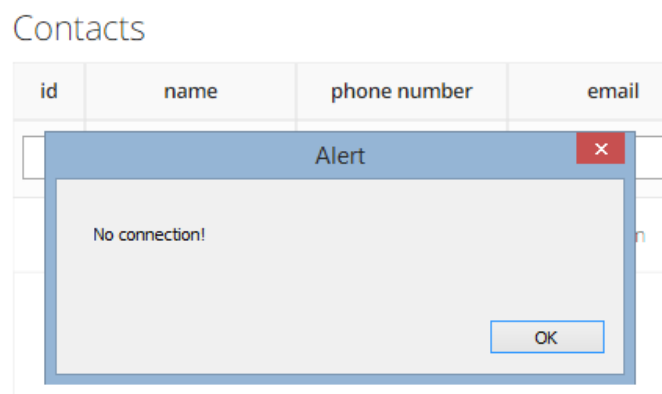 Contacts
id name phone number email
Alert
No connection!
OK